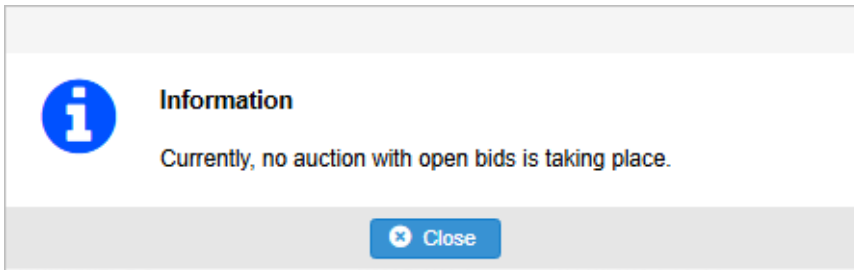 Information
Currently, no auction with open bids is taking place.
Close